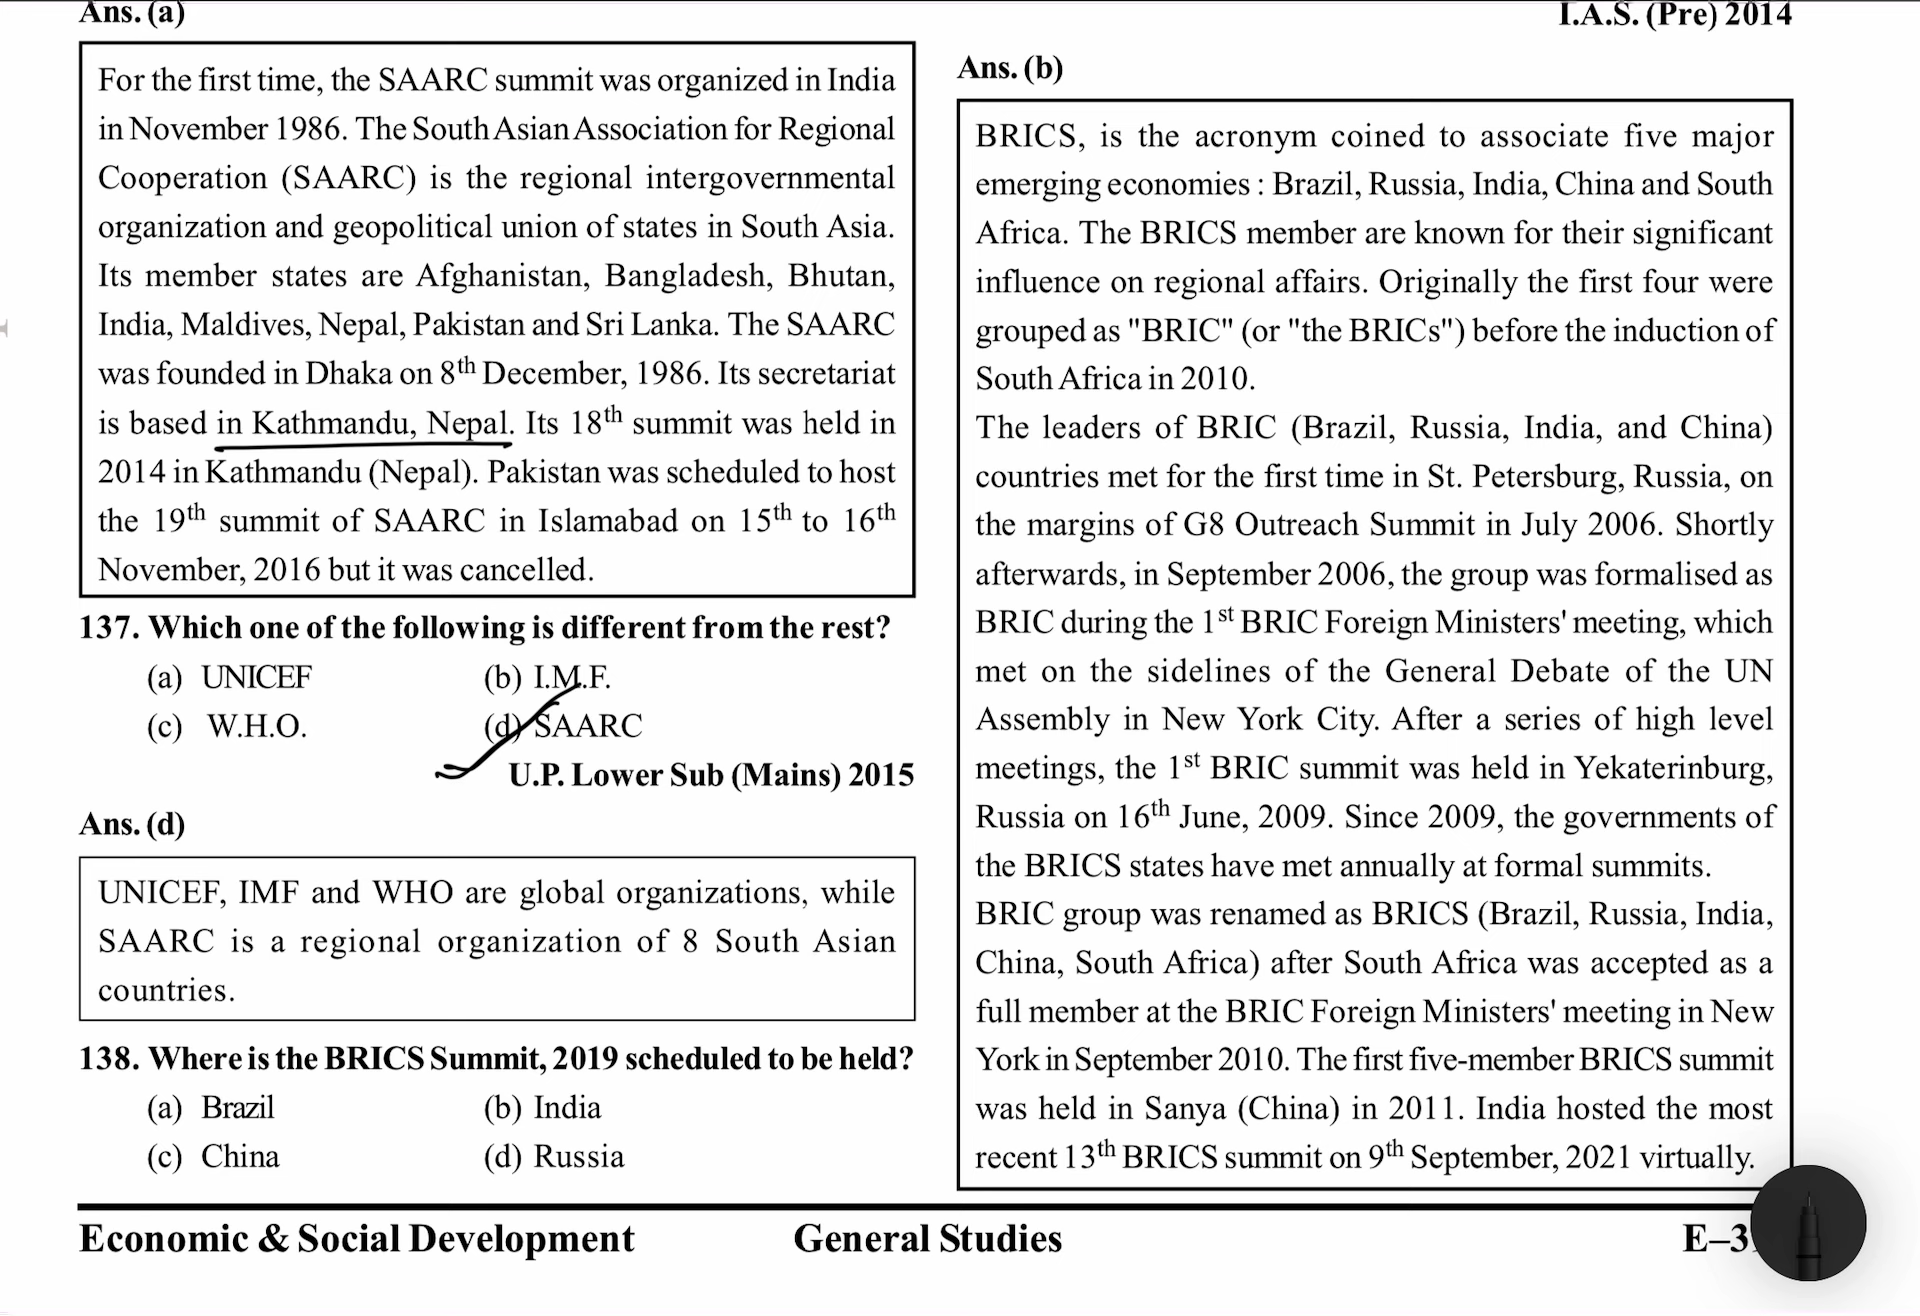 Ans. (a)
For the first time, the SAARC summit was organized in India
in November 1986. The South Asian Association for Regional
Cooperation (SAARC) is the regional intergovernmental
organization and geopolitical union of states in South Asia.
Its member states are Afghanistan, Bangladesh, Bhutan,
India, Maldives, Nepal, Pakistan and Sri Lanka. The SAARC
was founded in Dhaka on 8th December, 1986. Its secretariat
is based in Kathmandu, Nepal. Its 18th summit was held in
2014 in Kathmandu (Nepal). Pakistan was scheduled to host
the 19th summit of SAARC in Islamabad on 15th to 16th
November, 2016 but it was cancelled.
137. Which one of the following is different from the rest?
(a) UNICEF (b) I.M.F.
(c) W.H.O. (d) SAARC
U.P. Lower Sub (Mains) 2015
Ans. (d)
UNICEF, IMF and WHO are global organizations, while
SAARC is a regional organization of 8 South Asian
countries.
138. Where is the BRICS Summit, 2019 scheduled to be held?
(a) Brazil (b) India
(c) China (d) Russia
I.A.S. (Pre) 2014
Ans. (b)
BRICS, is the acronym coined to associate five major
emerging economies : Brazil, Russia, India, China and South
Africa. The BRICS member are known for their significant
influence on regional affairs. Originally the first four were
grouped as "BRIC" (or "the BRICs") before the induction of
South Africa in 2010.
The leaders of BRIC (Brazil, Russia, India, and China)
countries met for the first time in St. Petersburg, Russia, on
the margins of G8 Outreach Summit in July 2006. Shortly
afterwards, in September 2006, the group was formalised as
BRIC during the 1st BRIC Foreign Ministers' meeting, which
met on the sidelines of the General Debate of the UN
Assembly in New York City. After a series of high level
meetings, the 1st BRIC summit was held in Yekaterinburg,
Russia on 16th June, 2009. Since 2009, the governments of
the BRICS states have met annually at formal summits.
BRIC group was renamed as BRICS (Brazil, Russia, India,
China, South Africa) after South Africa was accepted as a
full member at the BRIC Foreign Ministers' meeting in New
York in September 2010. The first five-member BRICS summit
was held in Sanya (China) in 2011. India hosted the most
recent 13th BRICS summit on 9th September, 2021 virtually.
Economic & Social Development General Studies E–3